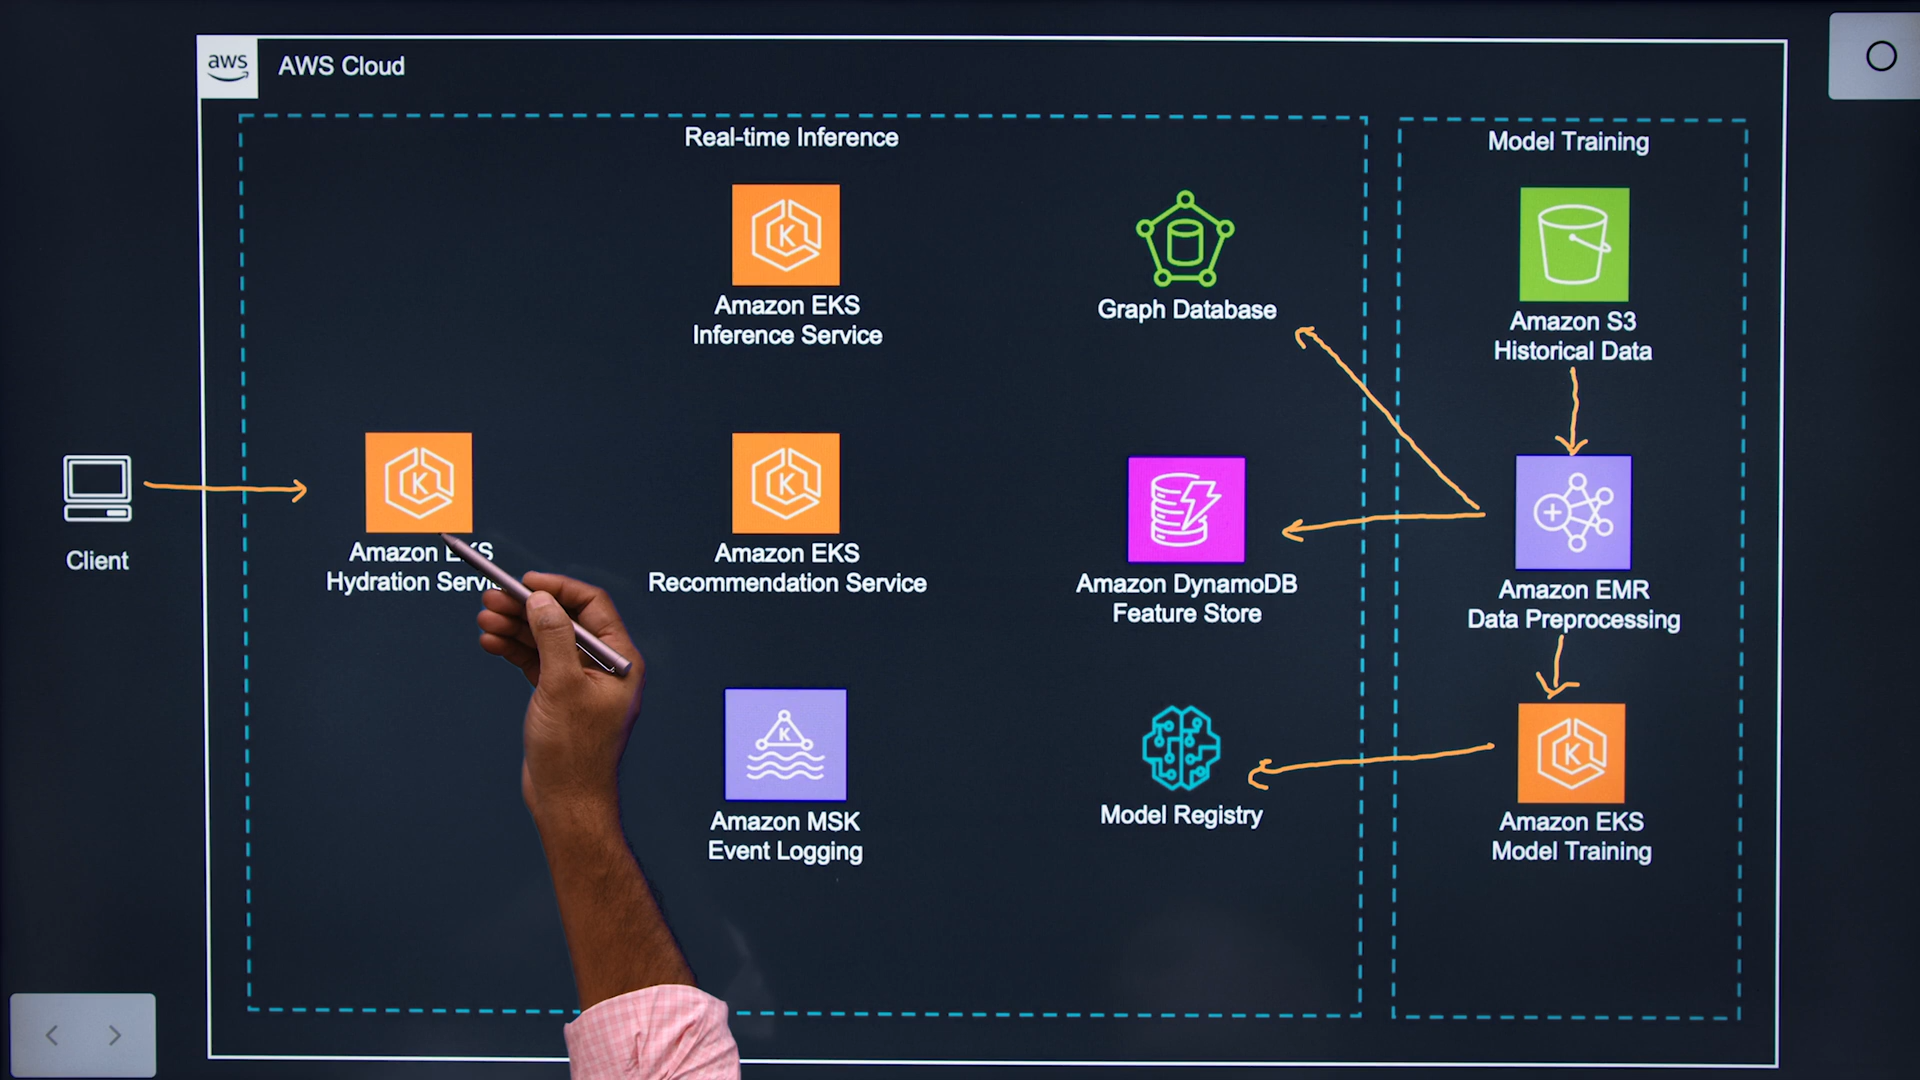 aws
AWS Cloud
Real-time Inference
Model Training
Amazon EKS
Inference Service
Graph Database
Amazon S3
Historical Data
Client
Amazon EKS
Hydration Service
Amazon EKS
Recommendation Service
Amazon DynamoDB
Feature Store
Amazon EMR
Data Preprocessing
Amazon MSK
Event Logging
Model Registry
Amazon EKS
Model Training